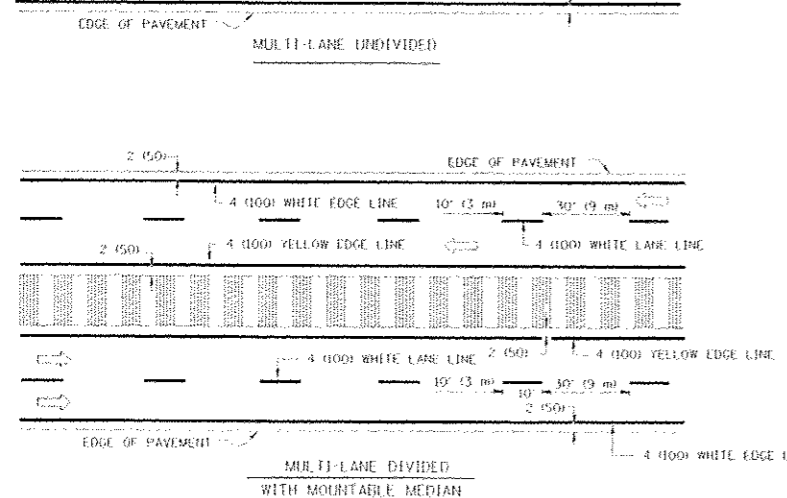 EDGE OF PAVEMENT
MULTI-LANE UNDIVIDED
2 (50)
EDGE OF PAVEMENT
4 (100) WHITE EDGE LINE
10' (3 m)
30' (9 m)
2 (50)
4 (100) YELLOW EDGE LINE
4 (100) WHITE LANE LINE
4 (100) WHITE LANE LINE
2 (50)
4 (100) YELLOW EDGE LINE
10' (3 m)
10'
30' (9 m)
2 (50)
EDGE OF PAVEMENT
4 (100) WHITE EDGE L
MULTI-LANE DIVIDED
WITH MOUNTABLE MEDIAN